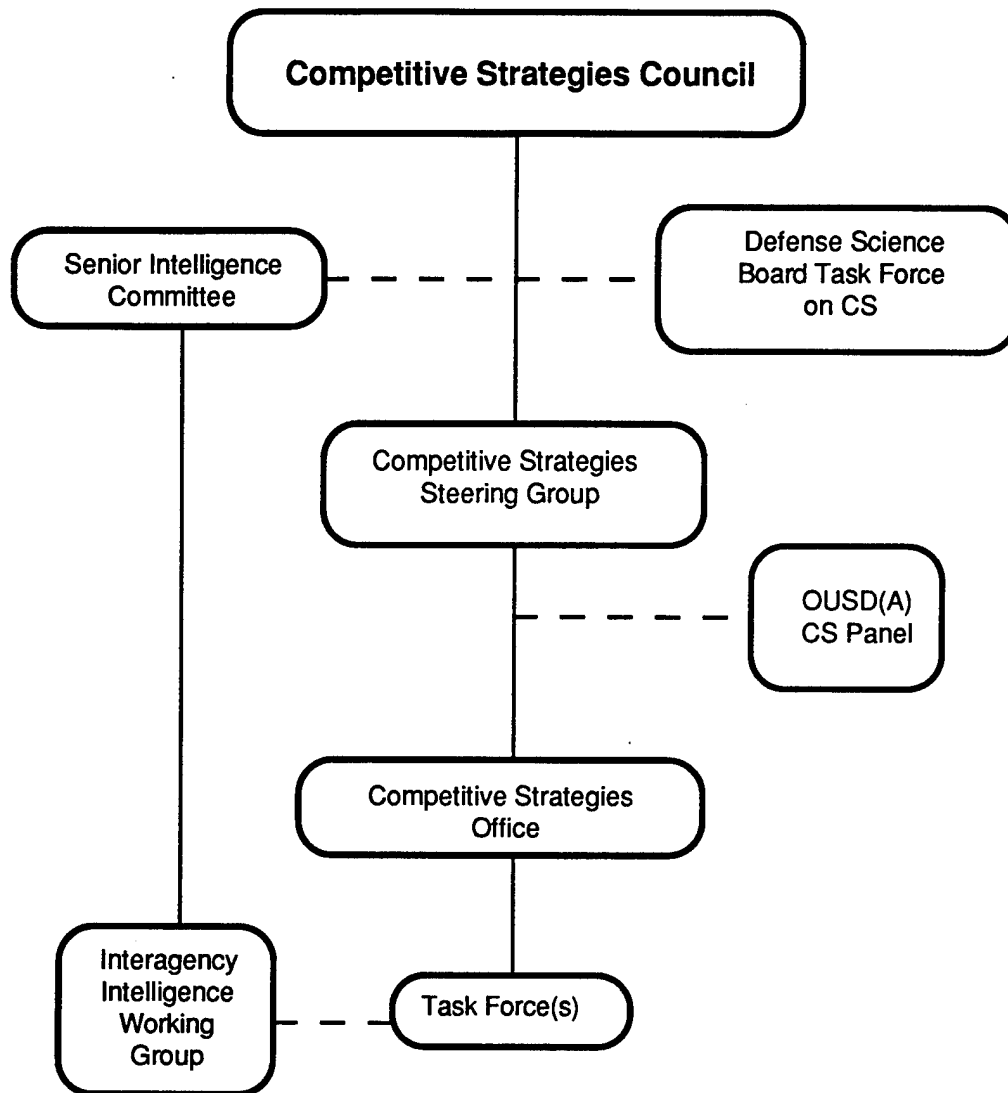 Competitive Strategies Council
Senior Intelligence
Committee
Defense Science
Board Task Force
on CS
Competitive Strategies
Steering Group
OUSD(A)
CS Panel
Competitive Strategies
Office
Interagency
Intelligence
Working
Group
Task Force(s)